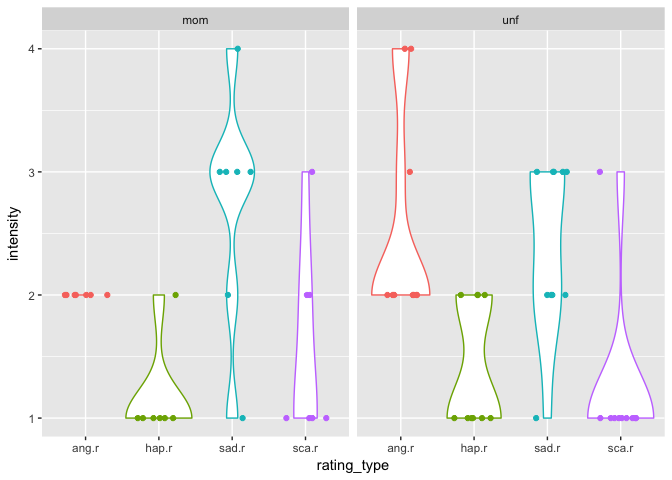 mom unf
4
3
2
1
intensity
ang.r hap.r sad.r sca.r ang.r hap.r sad.r sca.r
rating_type